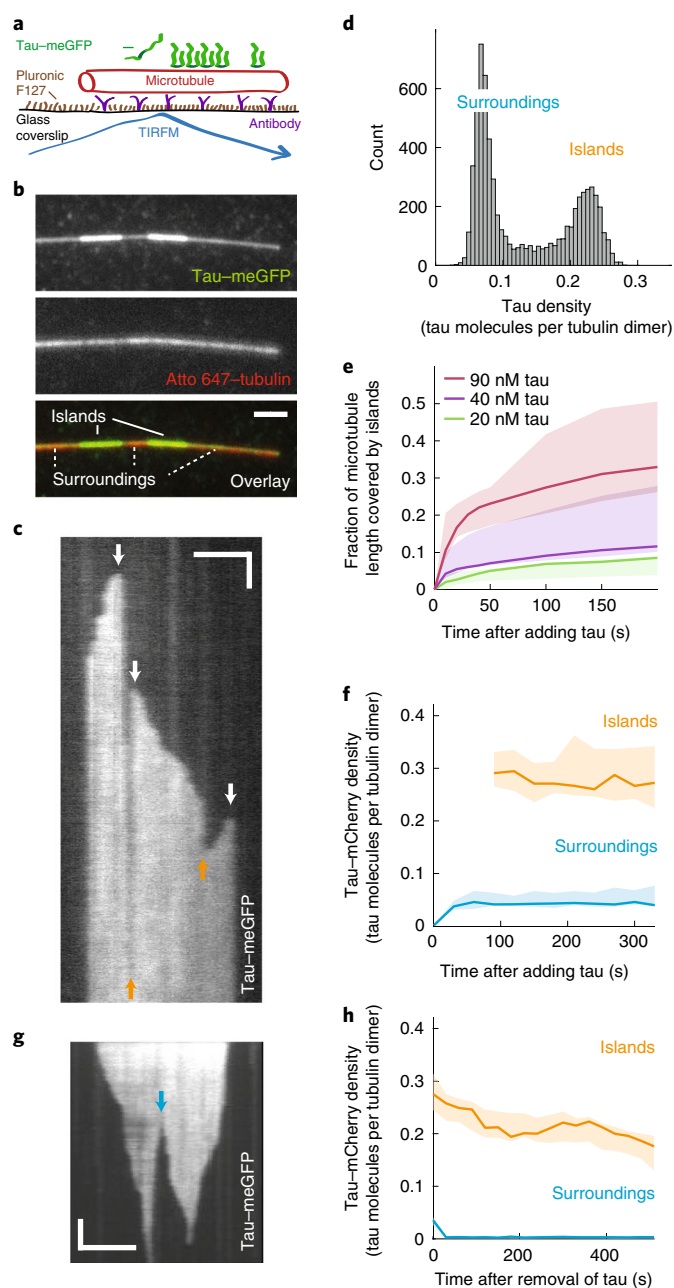 a
Tau–meGFP
Pluronic
F127
Microtubule
Glass
coverslip
TIRFM
Antibody
b
Tau–meGFP
Atto 647–tubulin
Islands
Surroundings
Overlay
c
Tau–meGFP
g
Tau–meGFP
d
Surroundings
Islands
Count
600
400
200
0
0.1
0.2
0.3
Tau density
(tau molecules per tubulin dimer)
e
90 nM tau
40 nM tau
20 nM tau
Fraction of microtubule
length covered by islands
0.5
0.4
0.3
0.2
0.1
0
50
100
150
Time after adding tau (s)
f
Islands
Surroundings
Tau–mCherry density
(tau molecules per tubulin dimer)
0.4
0.3
0.2
0.1
0
100
200
300
Time after adding tau (s)
h
Islands
Surroundings
Tau–mCherry density
(tau molecules per tubulin dimer)
0.4
0.3
0.2
0.1
0
200
400
Time after removal of tau (s)